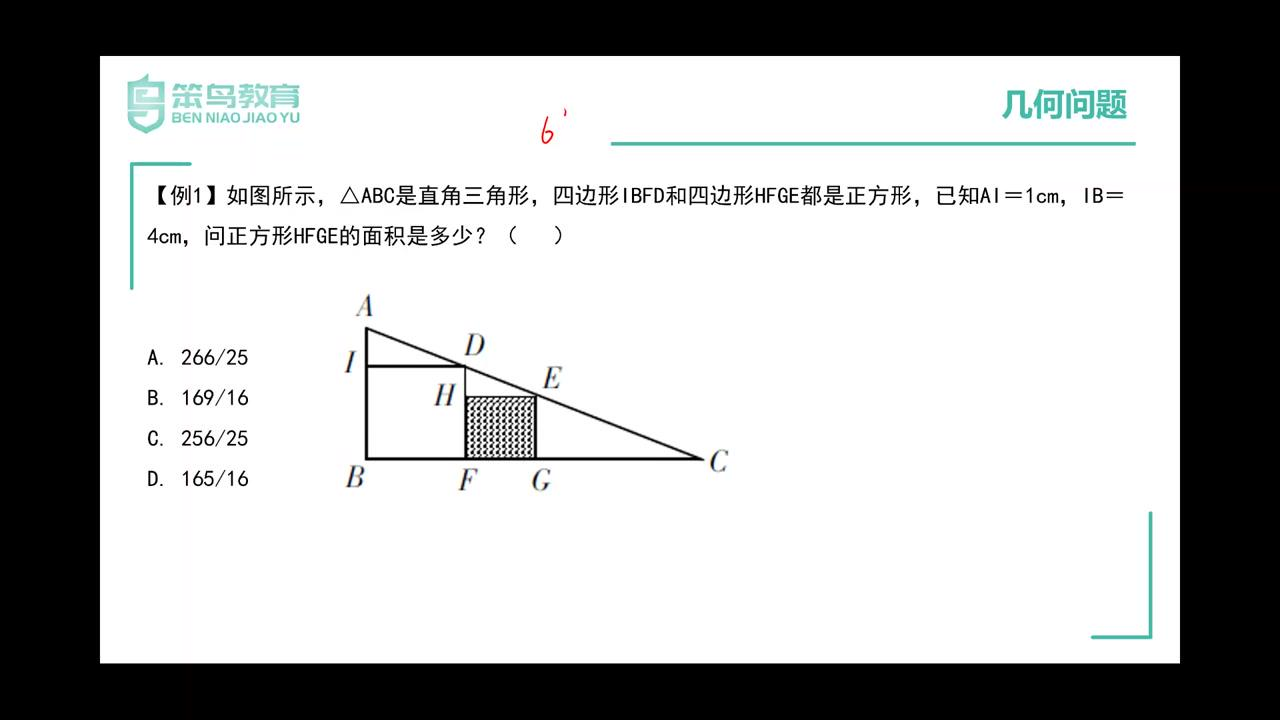 笨鸟教育
BEN NIAO JIAO YU
几何问题
6'
【例1】如图所示，△ABC是直角三角形，四边形IBFD和四边形HFGE都是正方形，已知AI＝1cm，IB＝
4cm，问正方形HFGE的面积是多少？（　）
A
D
I
E
H
A. 266/25
B. 169/16
C. 256/25
D. 165/16
B
F
G
C